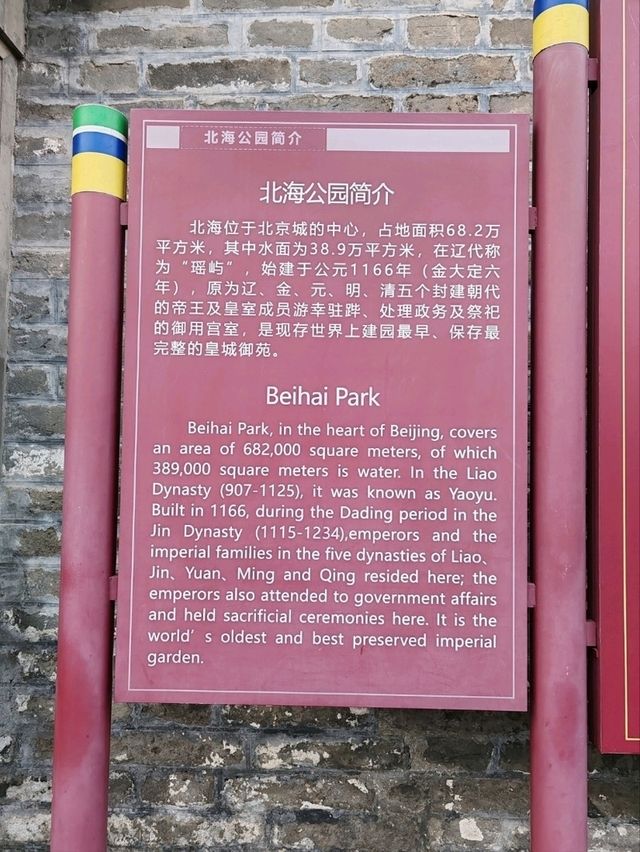 北海公园简介
北海公园简介
北海位于北京城的中心，占地面积68.2万
平方米，其中水面为38.9万平方米，在辽代称
为“瑶屿”，始建于公元1166年（金大定六
年），原为辽、金、元、明、清五个封建朝代
的帝王及皇室成员游幸驻跸、处理政务及祭祀
的御用宫室，是现存世界上建园最早、保存最
完整的皇城御苑。
Beihai Park
Beihai Park, in the heart of Beijing, covers
an area of 682,000 square meters, of which
389,000 square meters is water. In the Liao
Dynasty (907-1125), it was known as Yaoyu.
Built in 1166, during the Dading period in the
Jin Dynasty (1115-1234),emperors and the
imperial families in the five dynasties of Liao、
Jin、Yuan、Ming and Qing resided here; the
emperors also attended to government affairs
and held sacrificial ceremonies here. It is the
world’s oldest and best preserved imperial
garden.